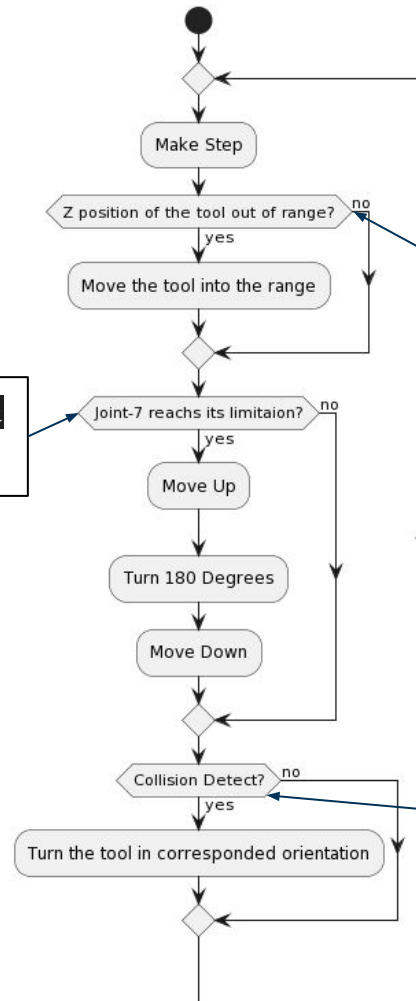 Make Step
Z position of the tool out of range?
no
yes
Move the tool into the range
Joint-7 reachs its limitaion?
no
yes
Move Up
Turn 180 Degrees
Move Down
Collision Detect?
no
yes
Turn the tool in corresponded orientation